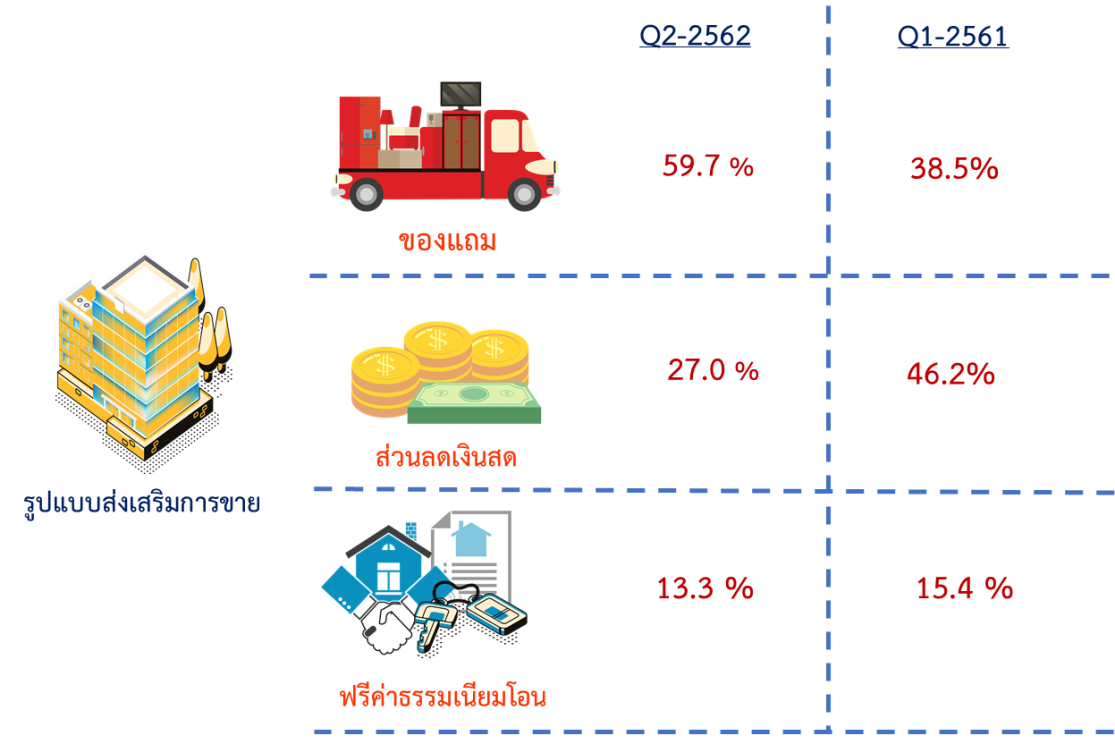 Q2-2562 Q1-2561
59.7 % 38.5%
ของแถม
27.0 % 46.2%
ส่วนลดเงินสด
รูปแบบส่งเสริมการขาย
13.3 % 15.4 %
ฟรีค่าธรรมเนียมโอน